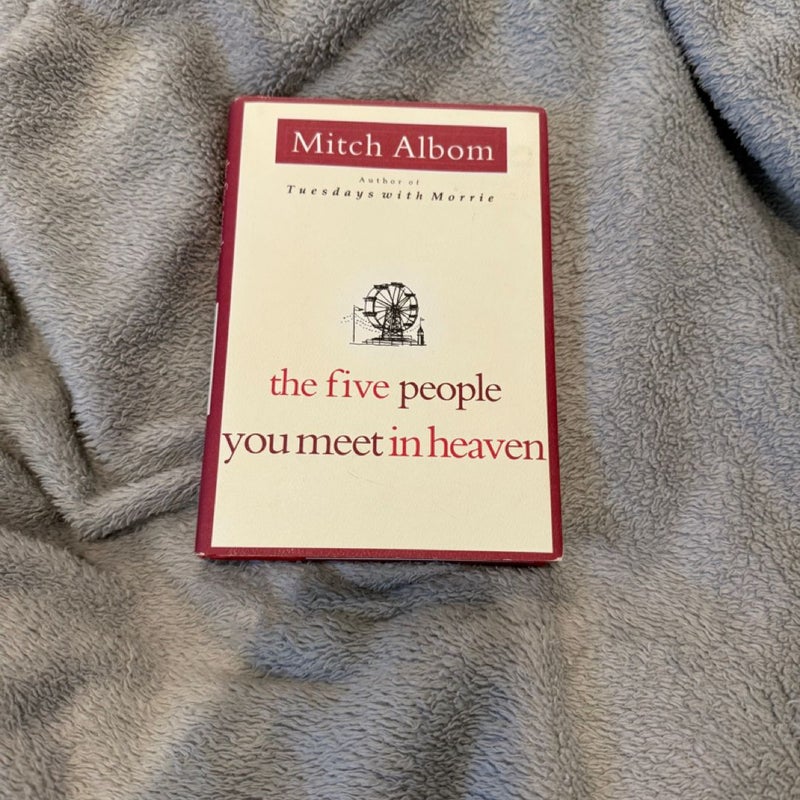 Mitch Albom
Author of
Tuesdays with Morrie
the five people
you meet in heaven